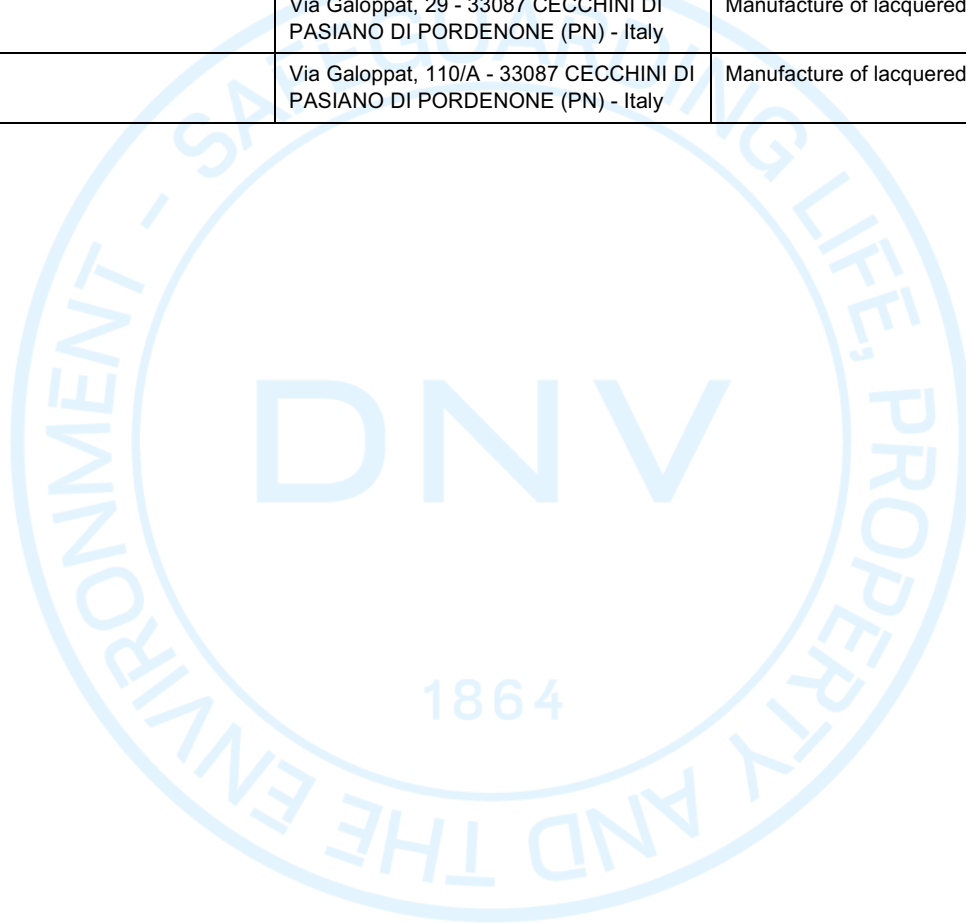 Via Galoppat, 29 - 33087 CECCHINI DI
PASIANO DI PORDENONE (PN) - Italy
Manufacture of lacquered
Via Galoppat, 110/A - 33087 CECCHINI DI
PASIANO DI PORDENONE (PN) - Italy
Manufacture of lacquered
SAFEGUARDING LIFE, PROPERTY AND THE ENVIRONMENT -
DNV
1864